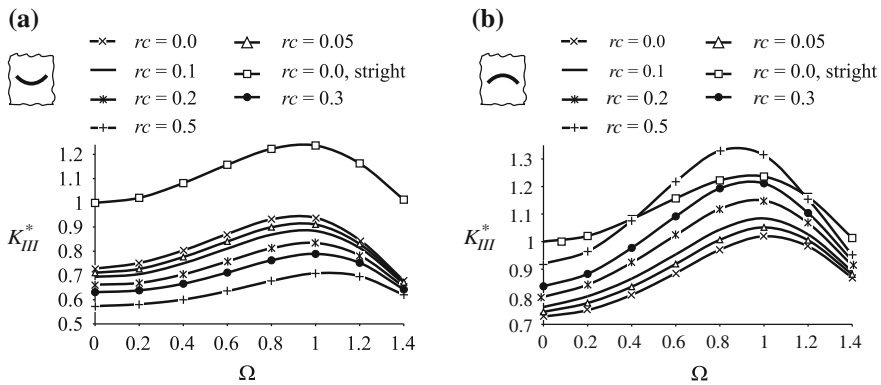 (a)
rc = 0.0
rc = 0.05
rc = 0.1
rc = 0.0, stright
rc = 0.2
rc = 0.3
rc = 0.5
K*III
1.2
1.1
1
0.9
0.8
0.7
0.6
0.5
0 0.2 0.4 0.6 0.8 1 1.2 1.4
Ω
(b)
rc = 0.0
rc = 0.05
rc = 0.1
rc = 0.0, stright
rc = 0.2
rc = 0.3
rc = 0.5
K*III
1.3
1.2
1.1
1
0.9
0.8
0.7
0 0.2 0.4 0.6 0.8 1 1.2 1.4
Ω